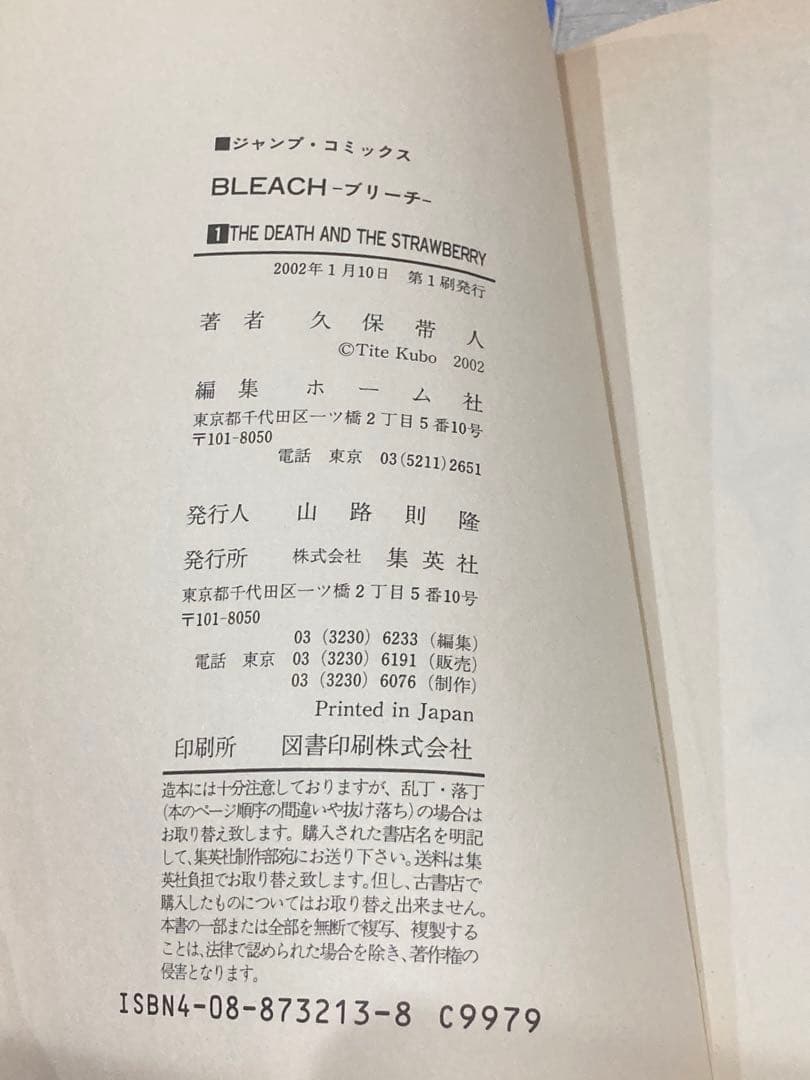 ■ジャンプ・コミックス
BLEACH-ブリーチ-
1 THE DEATH AND THE STRAWBERRY
2002年1月10日 第1刷発行
著者 久保帯人
©Tite Kubo 2002
編集 ホーム社
東京都千代田区一ツ橋2丁目5番10号
〒101-8050
電話 東京 03(5211)2651
発行人 山路則隆
発行所 株式会社 集英社
東京都千代田区一ツ橋2丁目5番10号
〒101-8050
03(3230)6233(編集)
電話 東京 03(3230)6191(販売)
03(3230)6076(制作)
Printed in Japan
印刷所 図書印刷株式会社
造本には十分注意しておりますが、乱丁・落丁
(本のページ順序の間違いや抜け落ち)の場合は
お取り替え致します。購入された書店名を明記
して、集英社制作部宛にお送り下さい。送料は集
英社負担でお取り替え致します。但し、古書店で
購入したものについてはお取り替え出来ません。
本書の一部または全部を無断で複写、複製する
ことは、法律で認められた場合を除き、著作権の
侵害となります。
ISBN4-08-873213-8 C9979